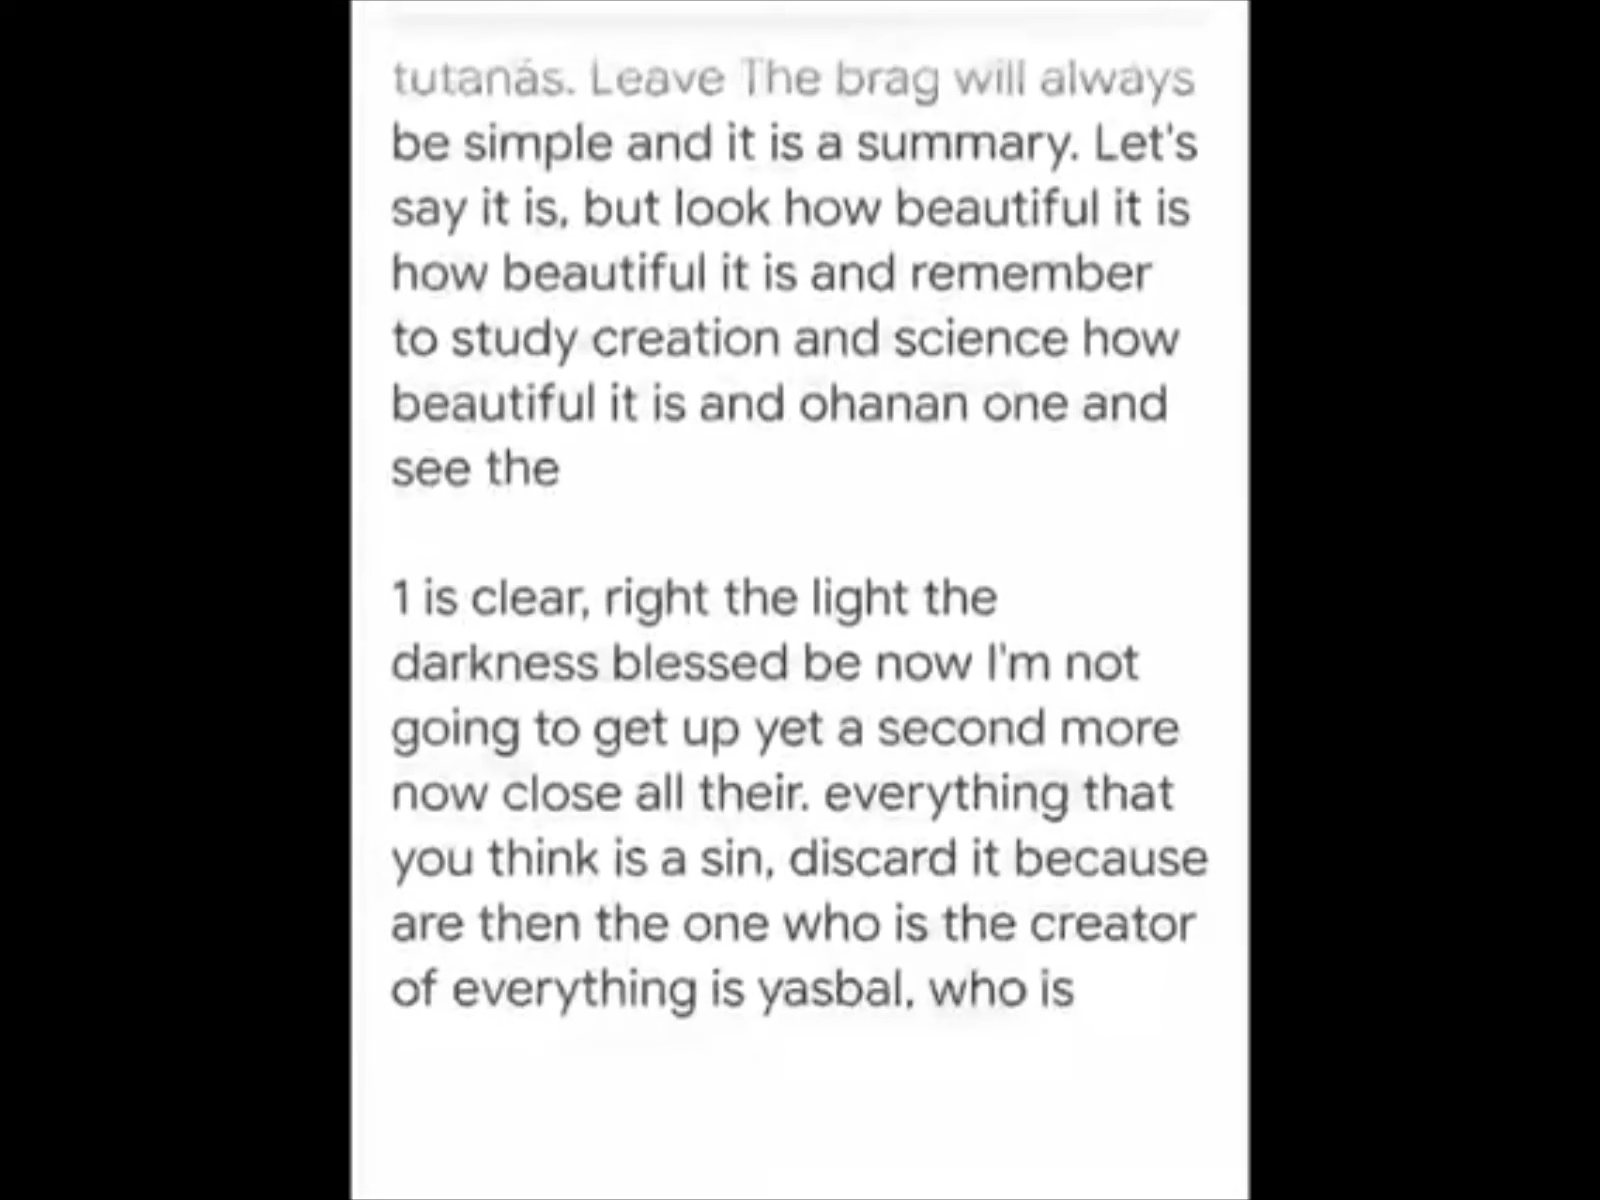 tutanás. Leave The brag will always
be simple and it is a summary. Let's
say it is, but look how beautiful it is
how beautiful it is and remember
to study creation and science how
beautiful it is and ohanan one and
see the
1 is clear, right the light the
darkness blessed be now I'm not
going to get up yet a second more
now close all their. everything that
you think is a sin, discard it because
are then the one who is the creator
of everything is yasbal, who is